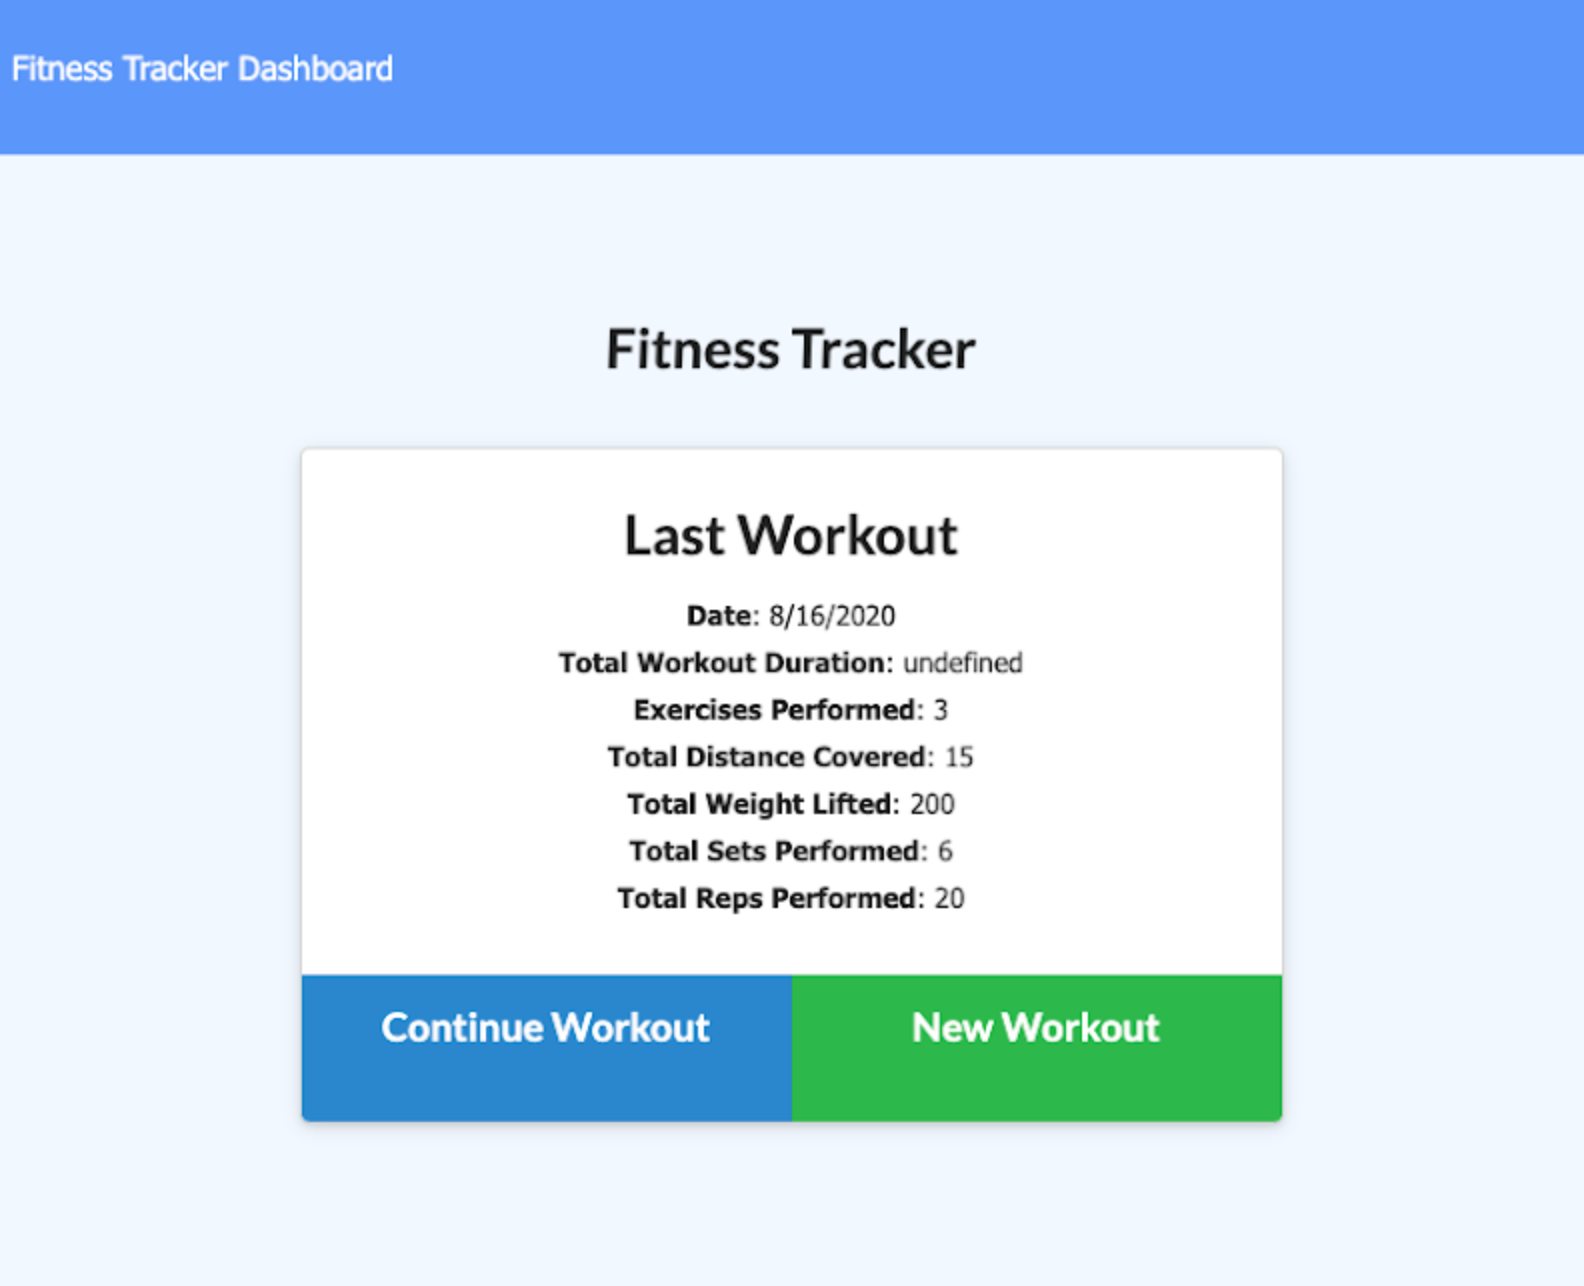 Fitness Tracker Dashboard
Fitness Tracker
Last Workout
Date: 8/16/2020
Total Workout Duration: undefined
Exercises Performed: 3
Total Distance Covered: 15
Total Weight Lifted: 200
Total Sets Performed: 6
Total Reps Performed: 20
Continue Workout
New Workout